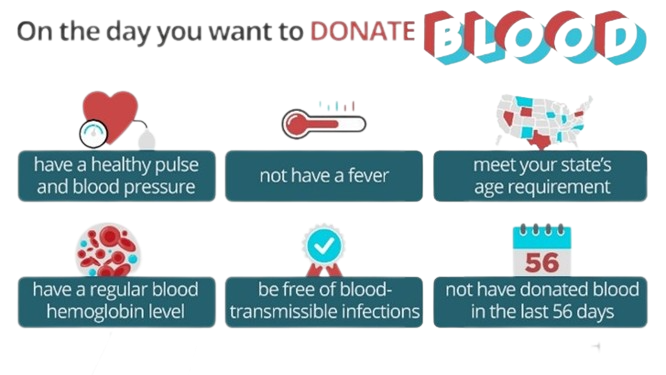 On the day you want to DONATE BLOOD
have a healthy pulse
and blood pressure
not have a fever
meet your state's
age requirement
have a regular blood
hemoglobin level
be free of blood-
transmissible infections
56
not have donated blood
in the last 56 days